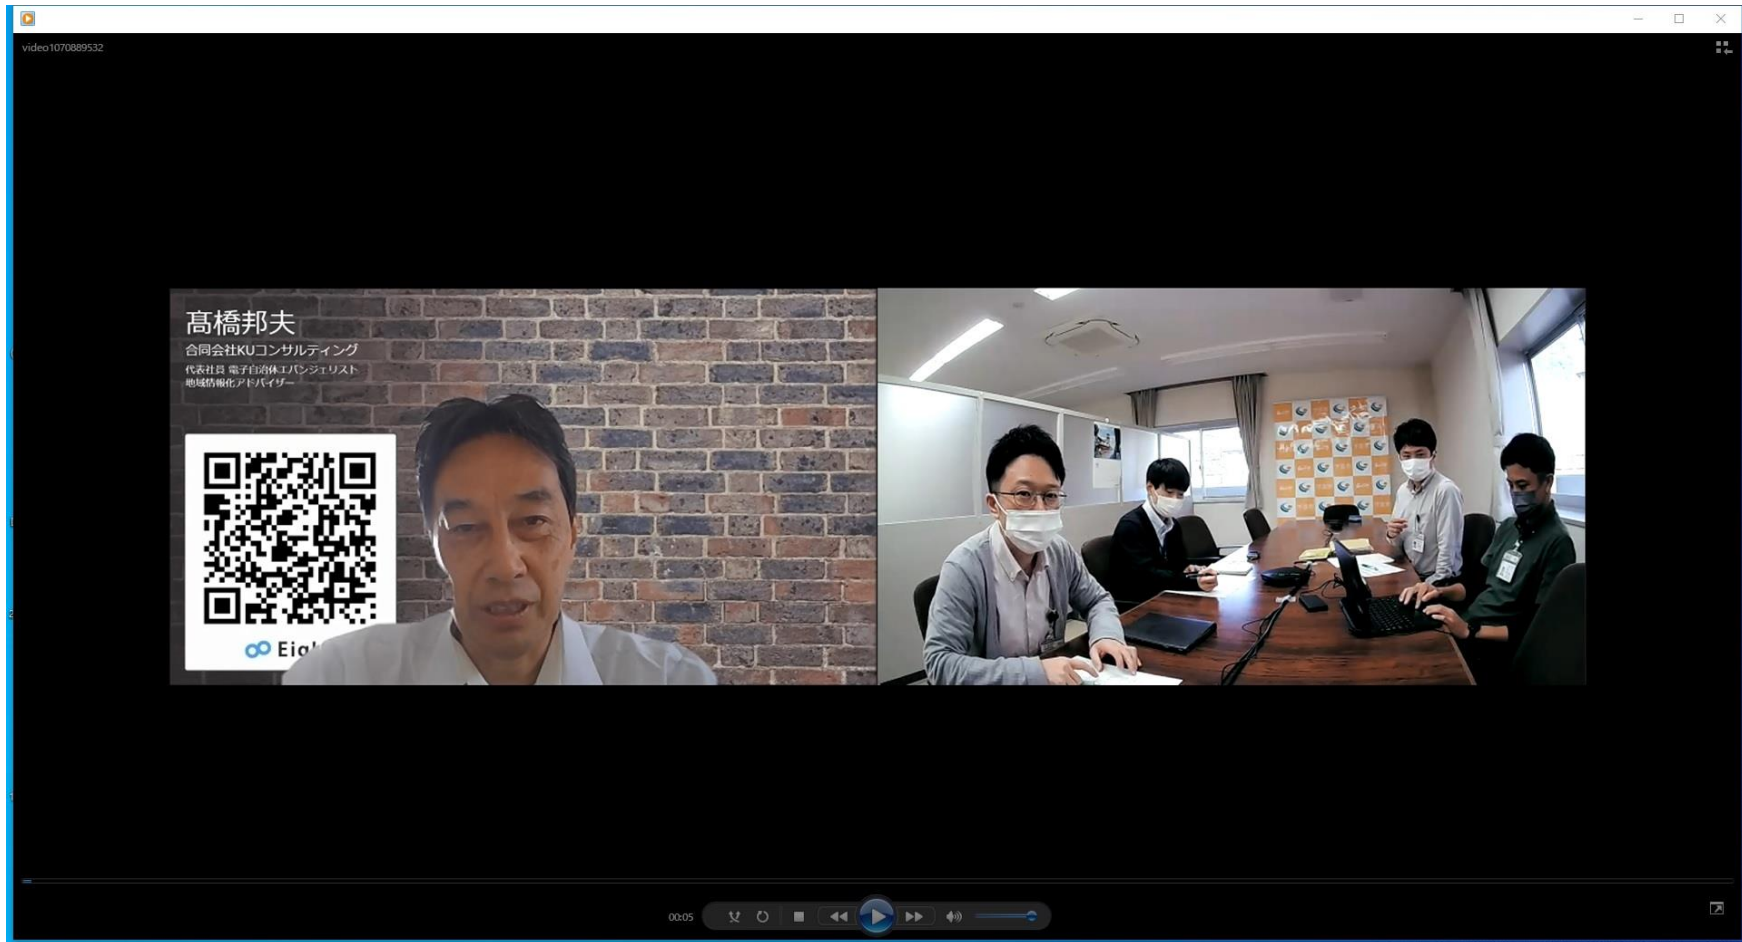 video1070889532
髙橋邦夫
合同会社KUコンサルティング
代表社員 電子自治体エバンジェリスト
地域情報化アドバイザー
00:05